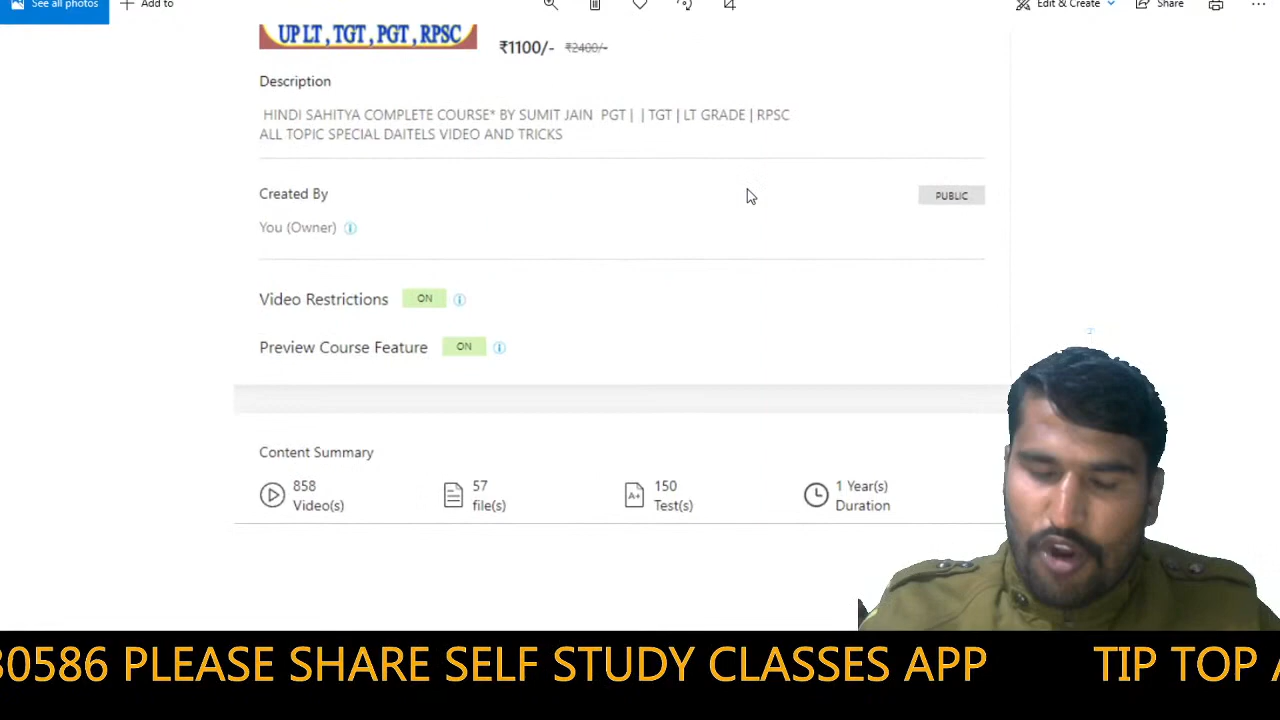 See all photos
Add to
Edit & Create
Share
UP LT , TGT , PGT , RPSC
₹1100/- ₹2400/-
Description
HINDI SAHITYA COMPLETE COURSE* BY SUMIT JAIN PGT | | TGT | LT GRADE | RPSC
ALL TOPIC SPECIAL DAITELS VIDEO AND TRICKS
Created By
PUBLIC
You (Owner)
Video Restrictions ON
Preview Course Feature ON
Content Summary
858
Video(s)
57
file(s)
A+
150
Test(s)
1 Year(s)
Duration
30586 PLEASE SHARE SELF STUDY CLASSES APP TIP TOP A